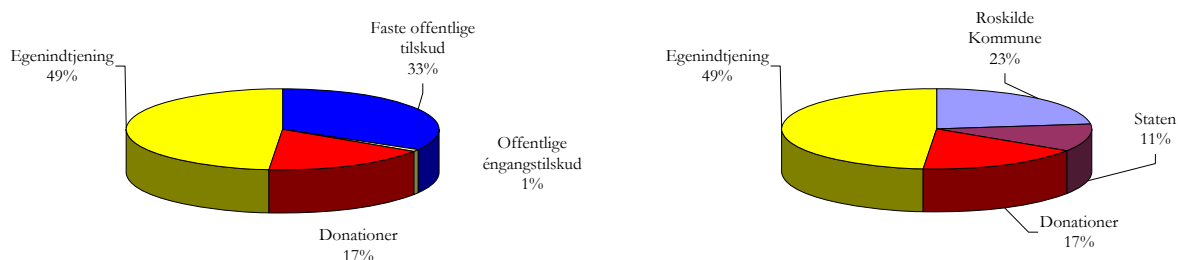 Faste offentlige
tilskud
33%
Egenindtjening
49%
Offentlige
éngangstilskud
1%
Donationer
17%
Roskilde
Kommune
23%
Egenindtjening
49%
Staten
11%
Donationer
17%